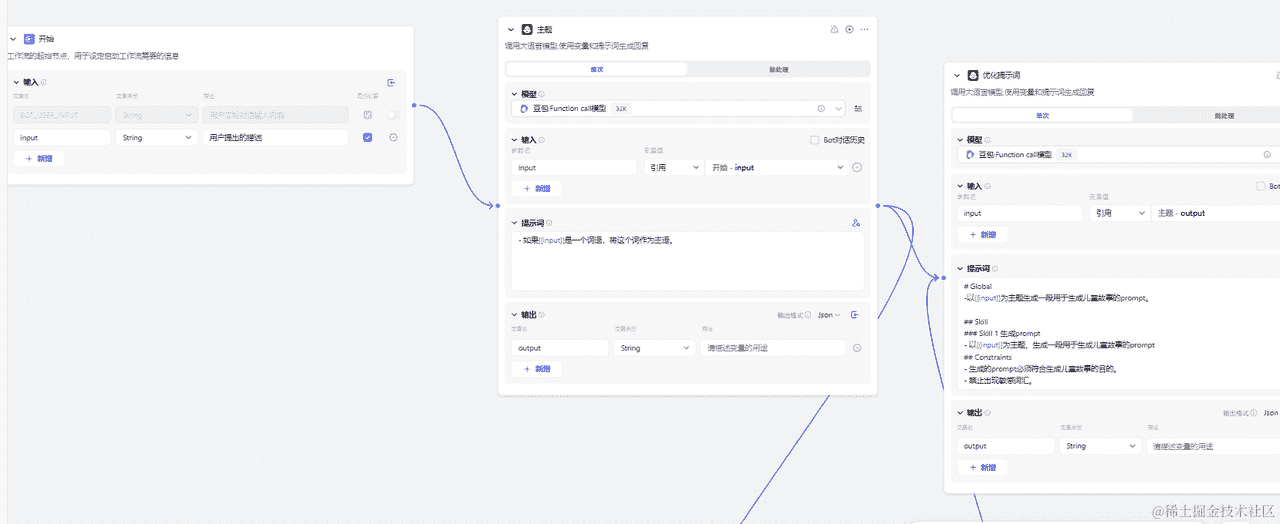 开始
工作流的起始节点，用于设定启动工作流需要的信息
输入
变量名 变量类型 描述 是否必要
BOT_USER_INPUT String 用户本轮对话输入内容
input String 用户提出的描述
+ 新增
主题
调用大语言模型,使用变量和提示词生成回复
单次 批处理
模型
豆包·Function call模型 32K
输入 Bot对话历史
参数名 变量值
input 引用 开始 - input
+ 新增
提示词
- 如果{{input}}是一个词语，将这个词作为主语。
输出 输出格式 Json
变量名 变量类型 描述
output String 请描述变量的用途
+ 新增
优化提示词
调用大语言模型,使用变量和提示词生成回复
单次 批处理
模型
豆包·Function call模型 32K
输入 Bot
参数名 变量值
input 引用 主题 - output
+ 新增
提示词
# Global
-以{{input}}为主题生成一段用于生成儿童故事的prompt。
## Skill
### Skill 1 生成prompt
- 以{{input}}为主题，生成一段用于生成儿童故事的prompt
## Constraints
- 生成的prompt必须符合生成儿童故事的目的。
- 禁止出现敏感词汇。
输出 输出格式 Json
变量名 变量类型 描述
output String 请描述变量的用途
+ 新增
@稀土掘金技术社区